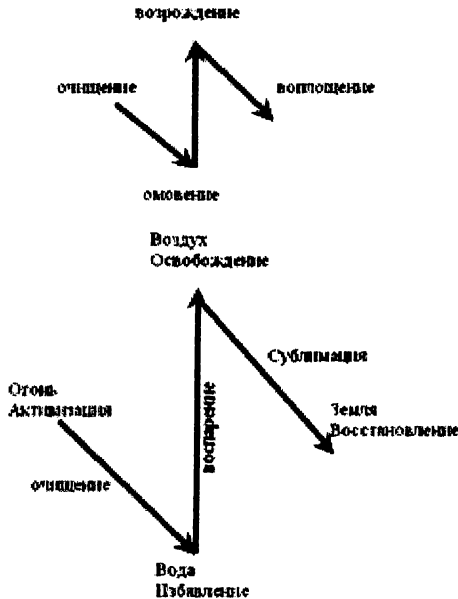 возрождение
очищение
воплощение
омовение
Воздух
Освобождение
Сублимация
Огонь
Активизация
воспарение
Земля
Восстановление
очищение
Вода
Избавление